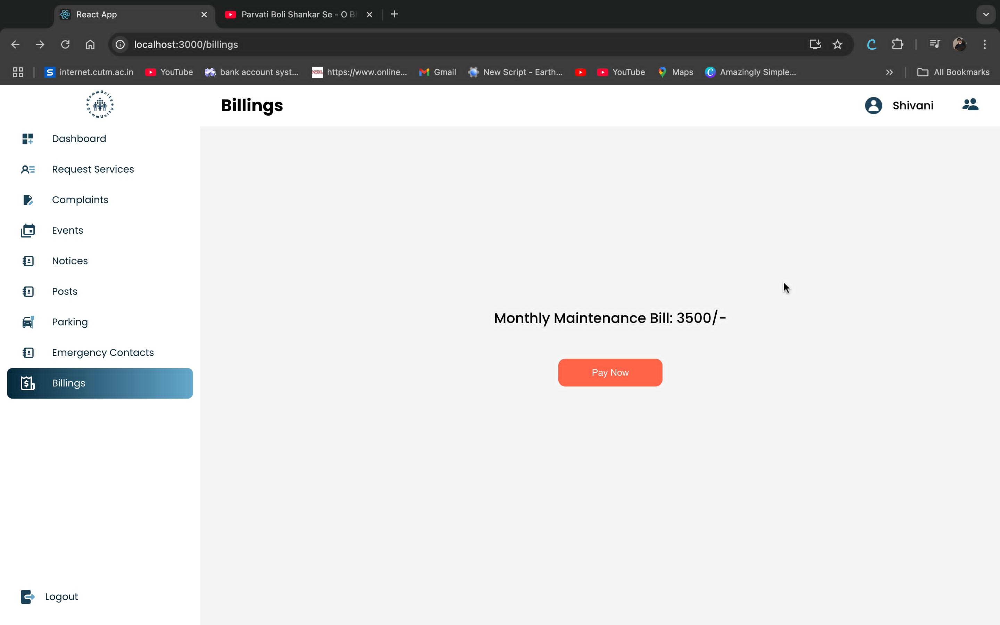 React App
Parvati Boli Shankar Se - O
localhost:3000/billings
internet.cutm.ac.in
YouTube
bank account syst...
NSDL
https://www.online...
Gmail
New Script - Earth...
YouTube
Maps
Amazingly Simple...
All Bookmarks
CommUnity
CommUnity
Billings
Shivani
Dashboard
Request Services
Complaints
Events
Notices
Posts
Parking
Emergency Contacts
Billings
Logout
Monthly Maintenance Bill: 3500/-
Pay Now